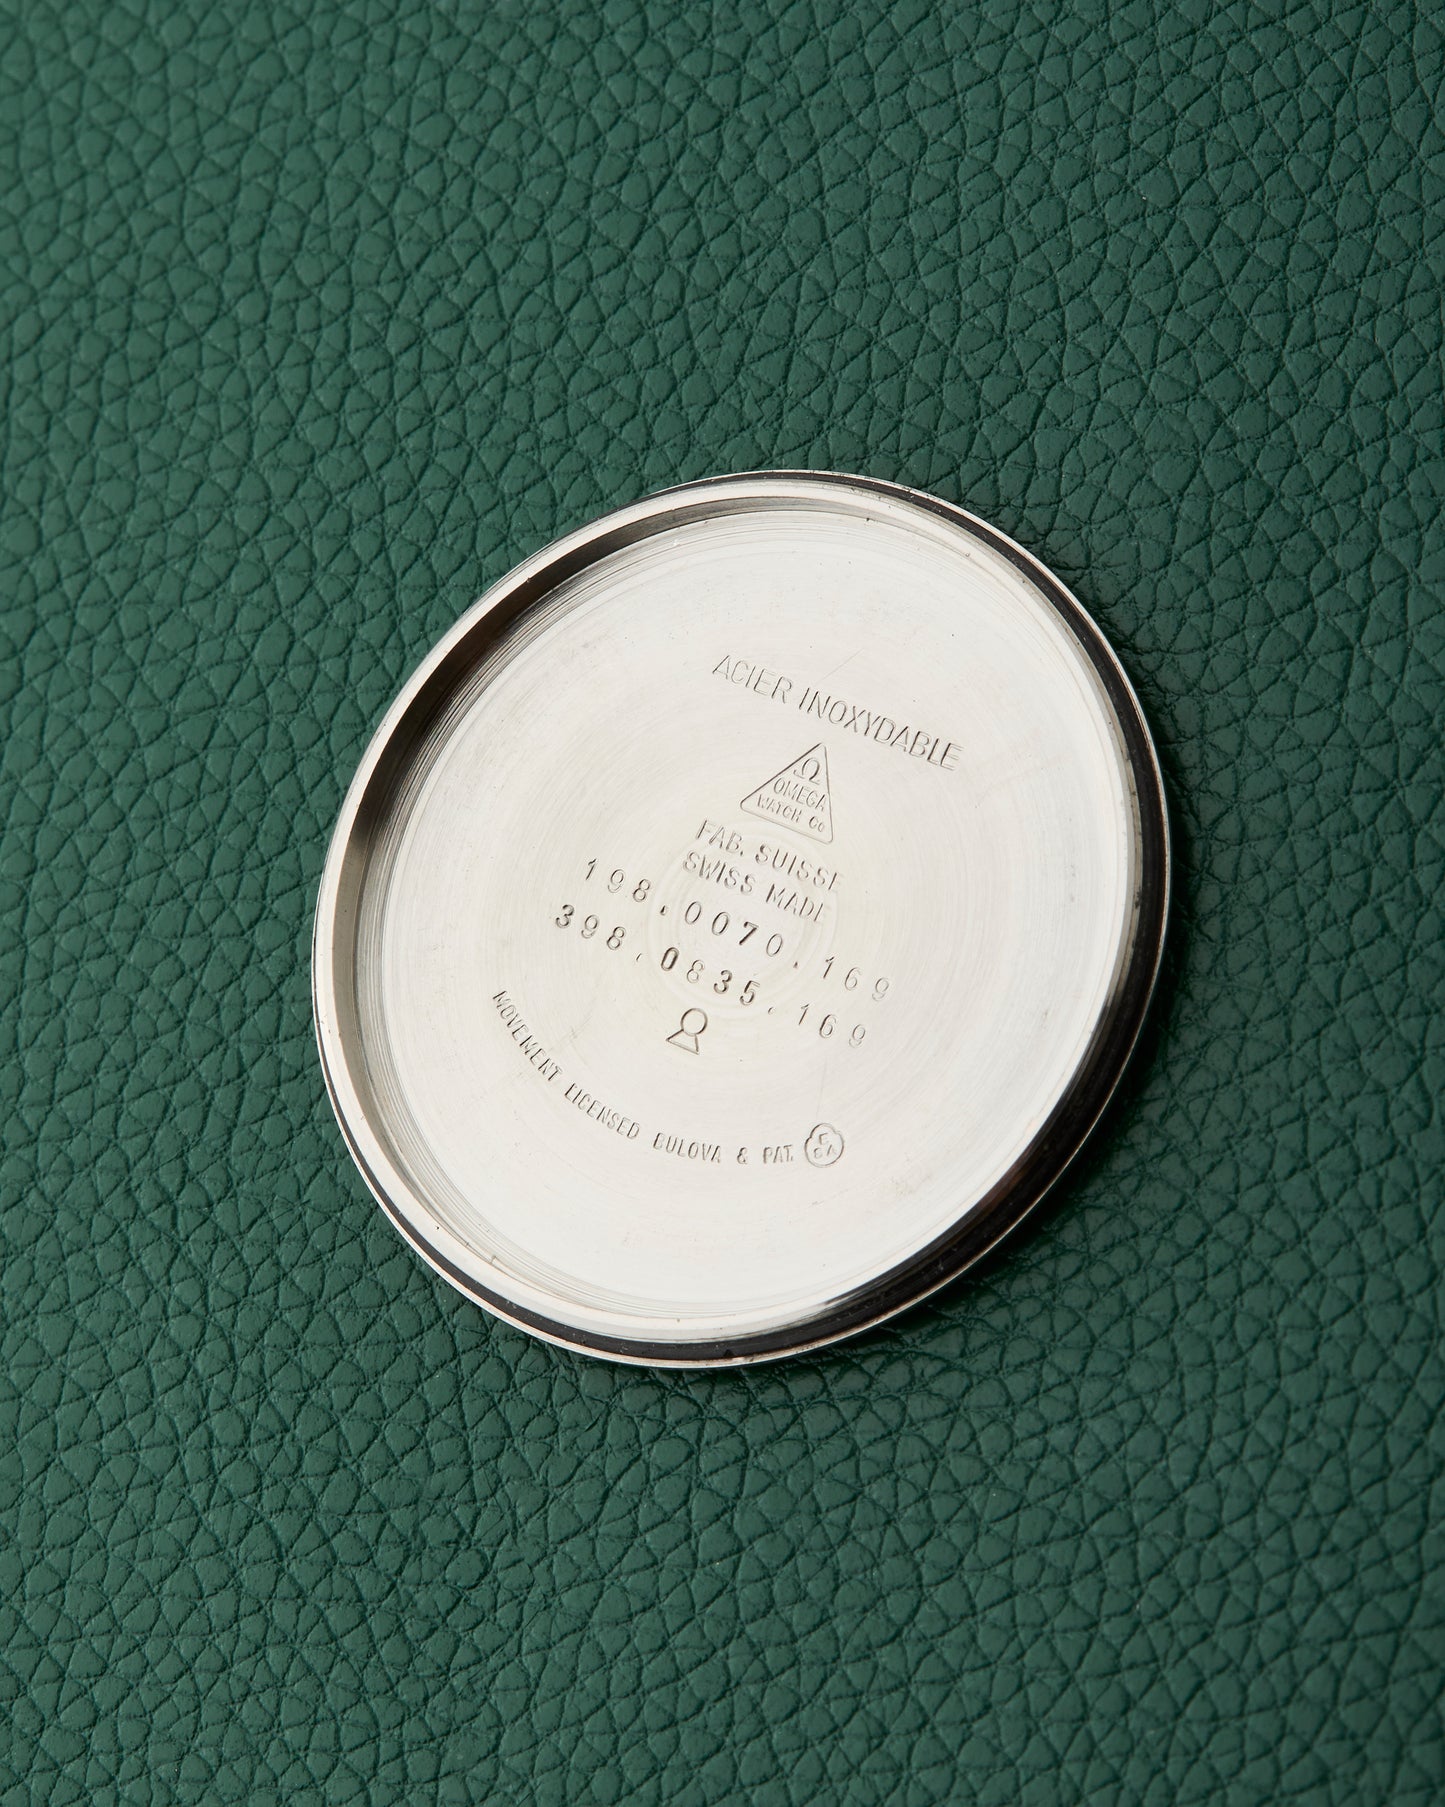 ACIER INOXYDABLE
Ω
OMEGA
WATCH Co
FAB. SUISSE
SWISS MADE
198.0070.169
398.0835.169
MOVEMENT LICENSED BULOVA & PAT.